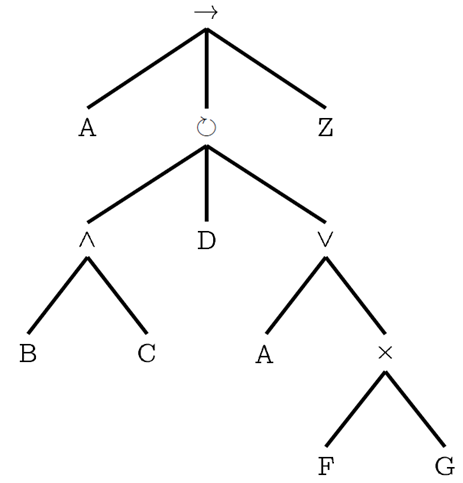 →
A ↻ Z
∧ D ∨
B C A ×
F G